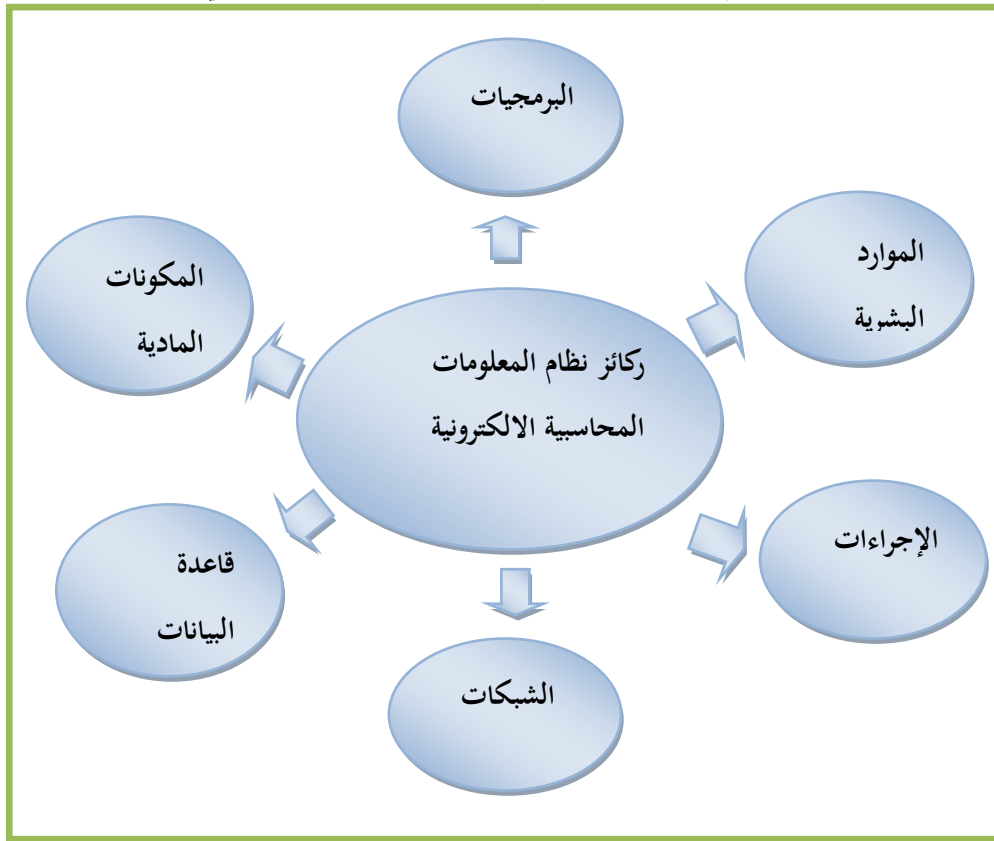 البرمجيات
الموارد
البشرية
المكونات
المادية
ركائز نظام المعلومات
المحاسبية الالكترونية
الإجراءات
قاعدة
البيانات
الشبكات